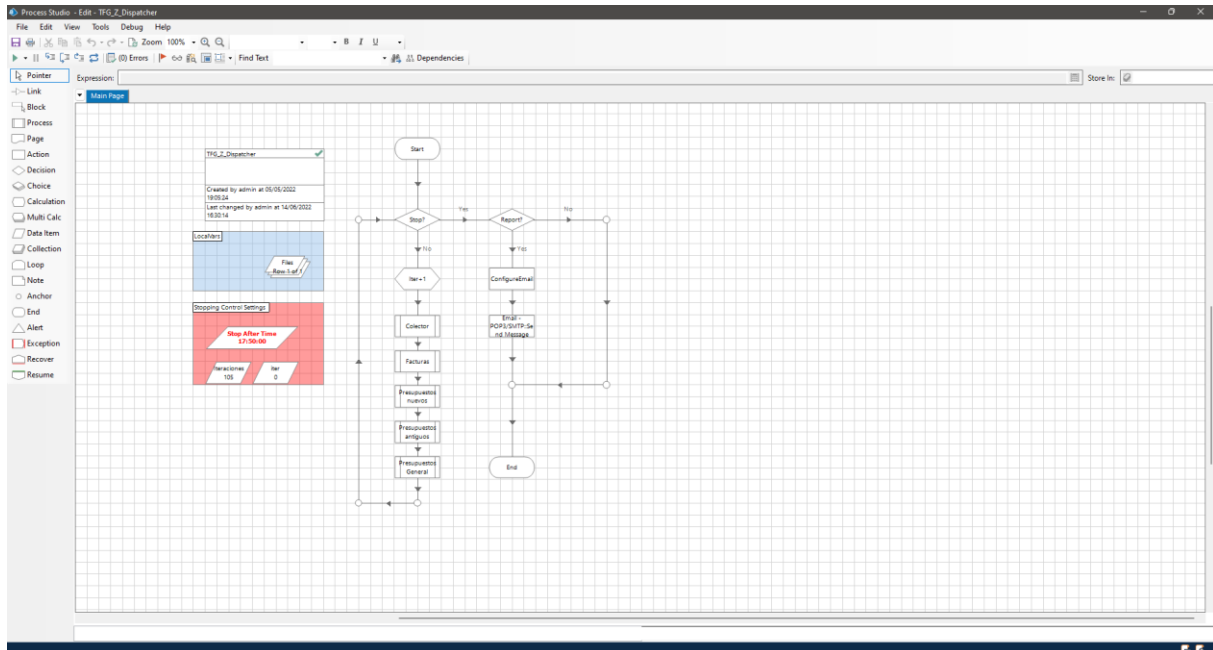 Process Studio - Edit - TFG_Z_Dispatcher
File Edit View Tools Debug Help
Zoom 100% B I U
(0) Errors Find Text Dependencies
Pointer
Link
Block
Process
Page
Action
Decision
Choice
Calculation
Multi Calc
Data Item
Collection
Loop
Note
Anchor
End
Alert
Exception
Recover
Resume
Expression:
Store In:
Main Page
TFG_Z_Dispatcher
Created by admin at 05/05/2022
19:05:24
Last changed by admin at 14/06/2022
16:30:14
LocalVars
Files
Row 1 of 1
Stopping Control Settings
Stop After Time
17:50:00
Iteraciones
105
Iter
0
Start
Stop?
Yes
No
Iter+1
Colector
Facturas
Presupuestos
nuevos
Presupuestos
antiguos
Presupuestos
General
Report?
No
Yes
ConfigureEmail
Email -
POP3/SMTP::Se
nd Message
End